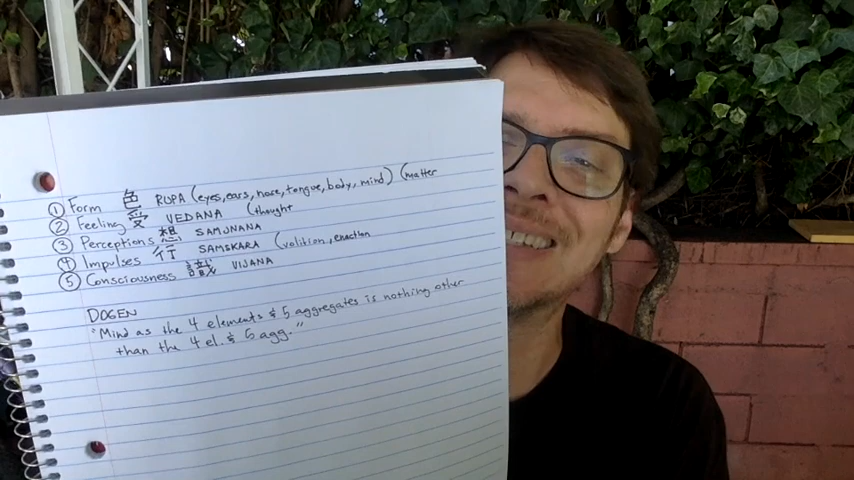 ① Form 色 RUPA (eyes, ears, nose, tongue, body, mind) (matter
② Feeling 受 VEDANA (thought
③ Perceptions 想 SAMJNANA
④ Impulses 行 SAMSKARA (volition, enaction
⑤ Consciousness 識 VIJANA
DOGEN
"Mind as the 4 elements & 5 aggregates is nothing other
than the 4 el. & 5 agg."